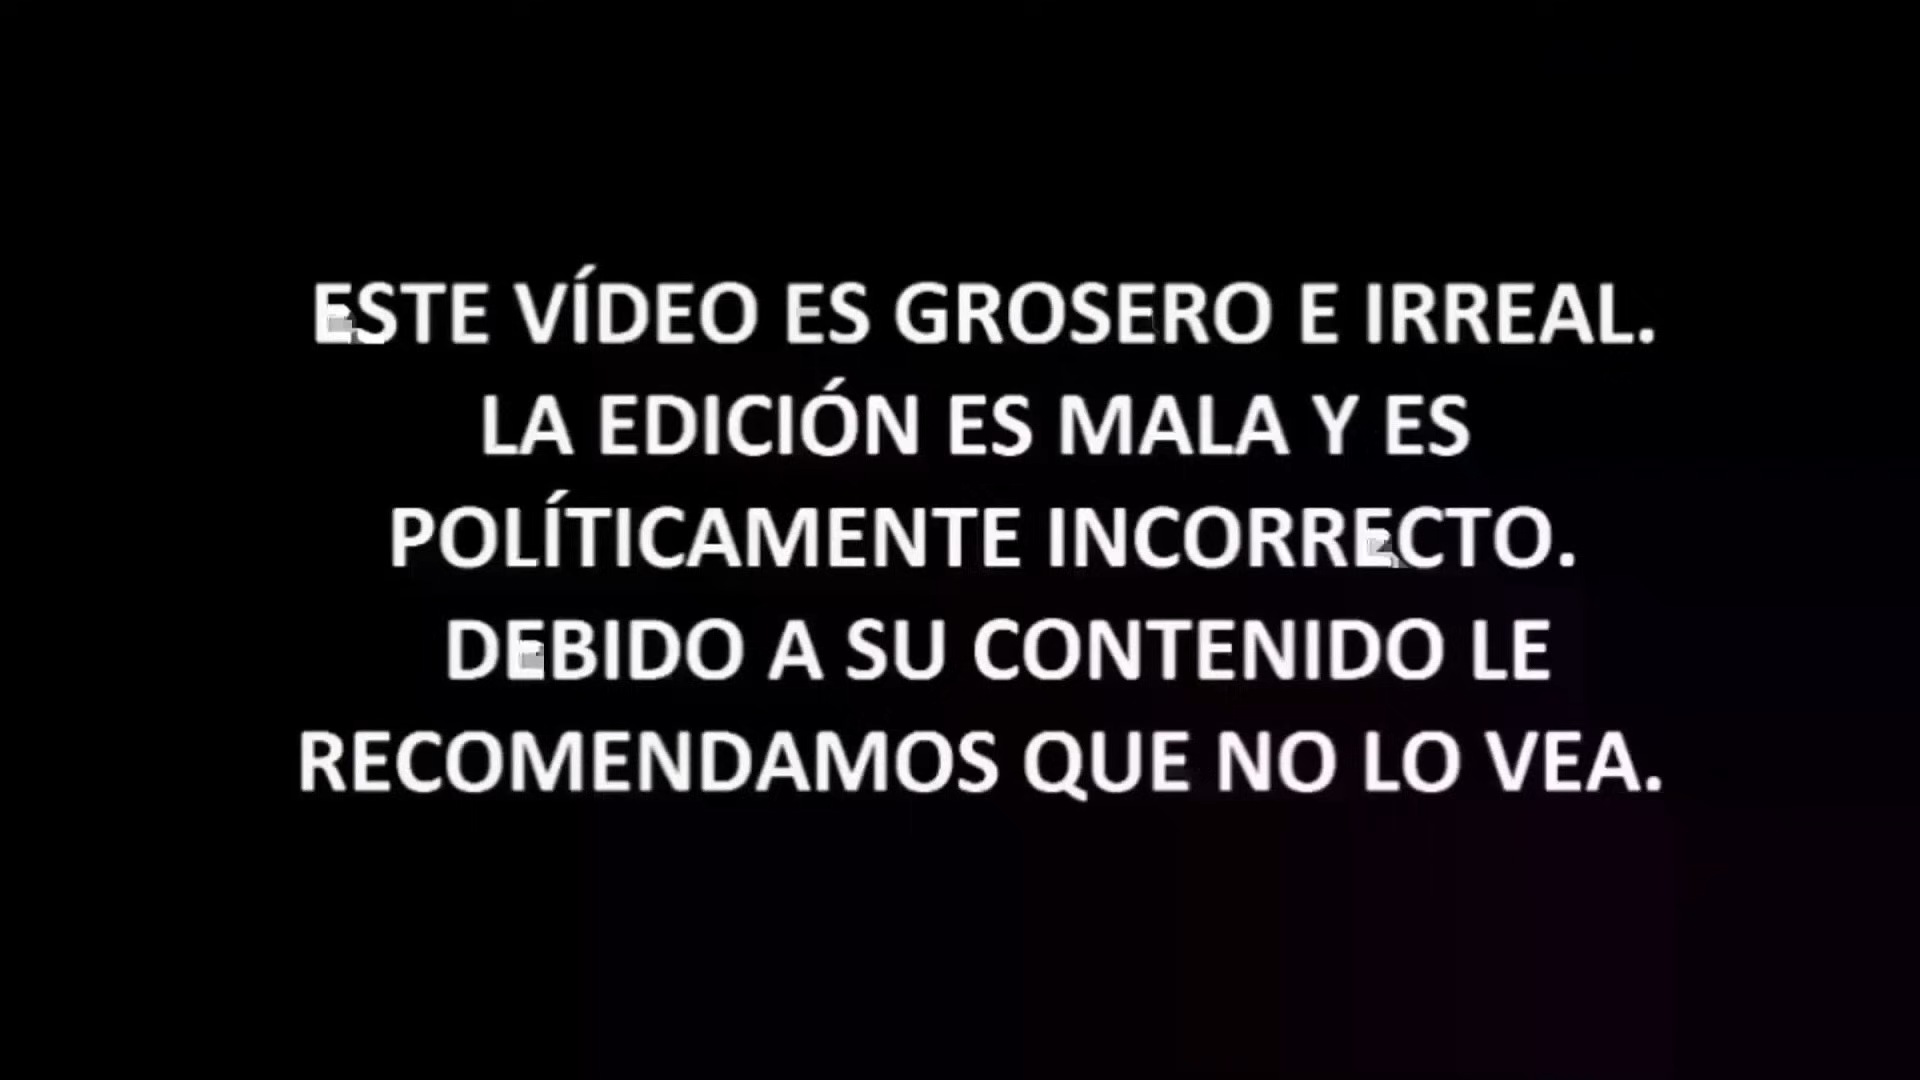 ESTE VÍDEO ES GROSERO E IRREAL.
LA EDICIÓN ES MALA Y ES
POLÍTICAMENTE INCORRECTO.
DEBIDO A SU CONTENIDO LE
RECOMENDAMOS QUE NO LO VEA.